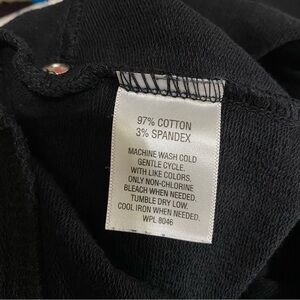 97% COTTON
3% SPANDEX
MACHINE WASH COLD
GENTLE CYCLE.
WITH LIKE COLORS.
ONLY NON-CHLORINE
BLEACH WHEN NEEDED.
TUMBLE DRY LOW.
COOL IRON WHEN NEEDED.
WPL 8046